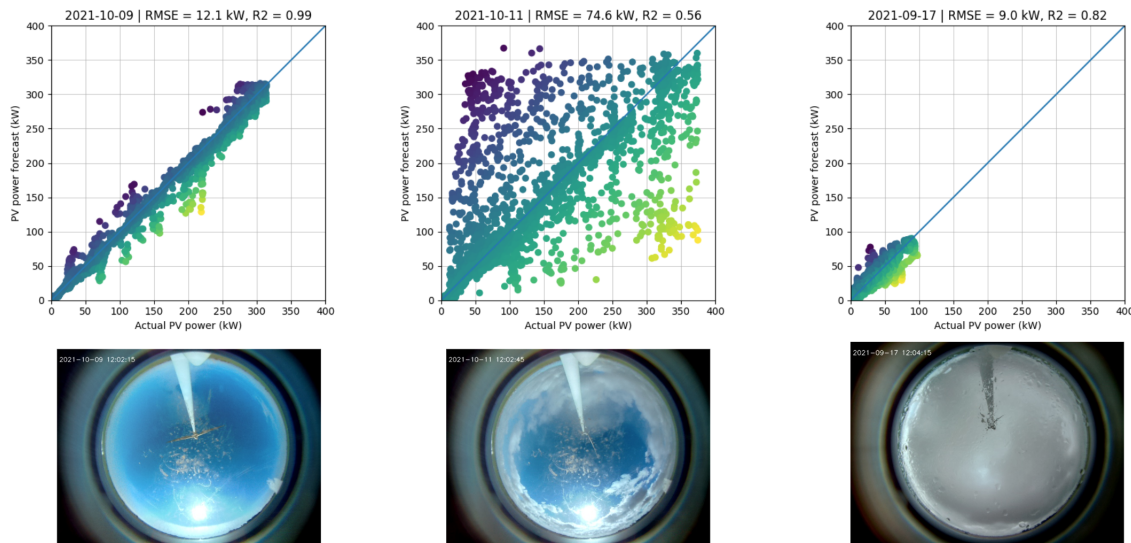 2021-10-09 | RMSE = 12.1 kW, R2 = 0.99
400
350
300
250
200
150
100
50
0
PV power forecast (kW)
0 50 100 150 200 250 300 350 400
Actual PV power (kW)
2021-10-11 | RMSE = 74.6 kW, R2 = 0.56
400
350
300
250
200
150
100
50
0
PV power forecast (kW)
0 50 100 150 200 250 300 350 400
Actual PV power (kW)
2021-09-17 | RMSE = 9.0 kW, R2 = 0.82
400
350
300
250
200
150
100
50
0
PV power forecast (kW)
0 50 100 150 200 250 300 350 400
Actual PV power (kW)
2021-10-09 12:02:15
2021-10-11 12:02:45
2021-09-17 12:04:15